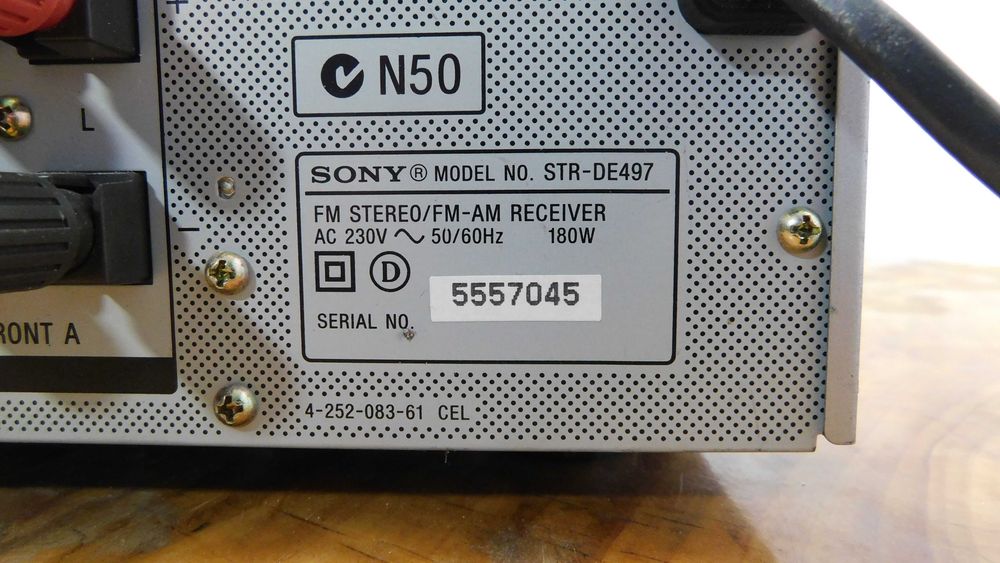 +
N50
L
SONY® MODEL NO. STR-DE497
FM STEREO/FM-AM RECEIVER
AC 230V ~ 50/60Hz 180W
−
D
5557045
SERIAL NO.
RONT A
4-252-083-61 CEL